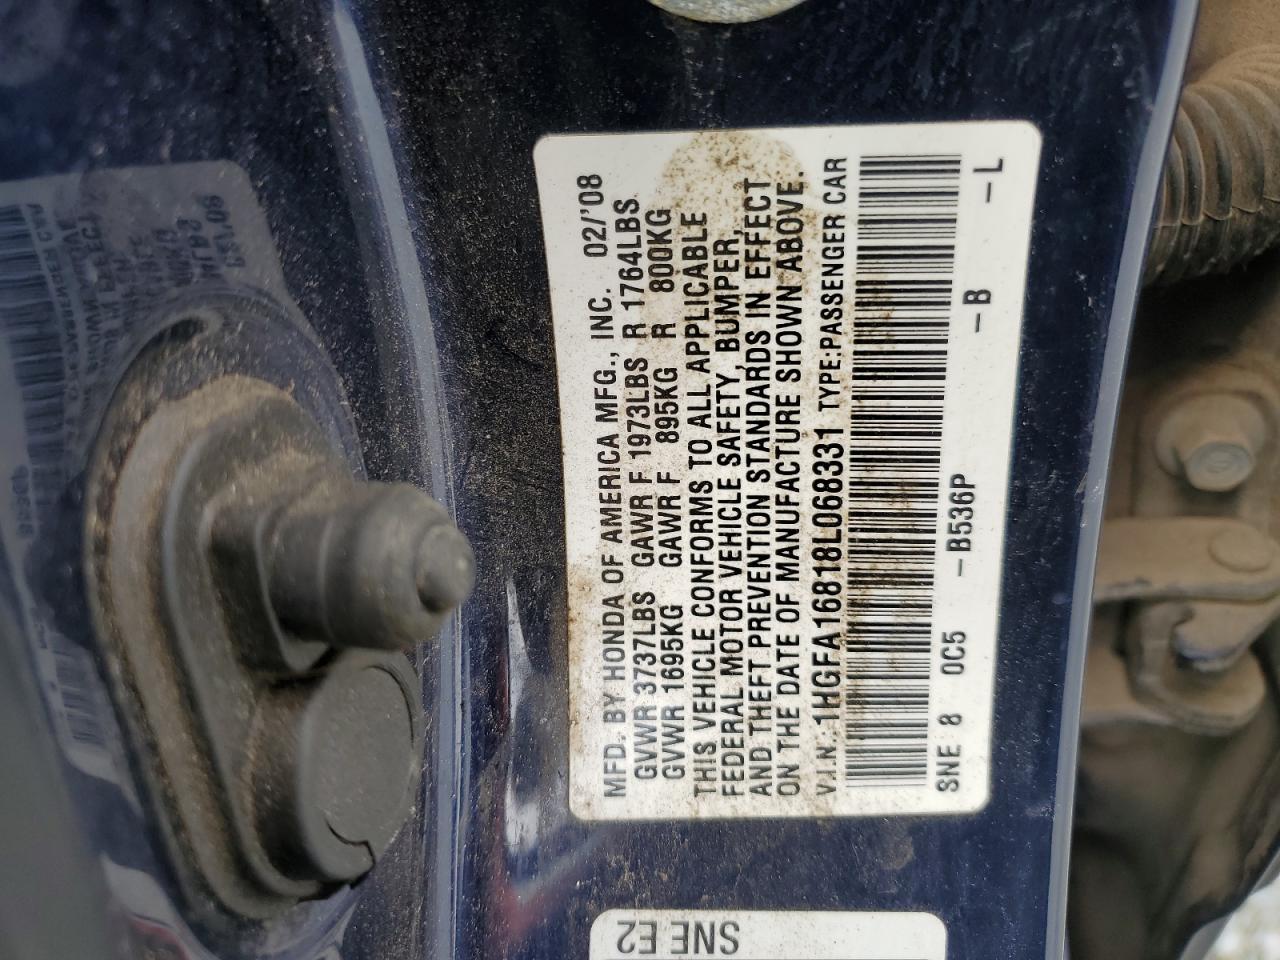 MFD. BY HONDA OF AMERICA MFG., INC. 02/'08
GVWR 3737LBS GAWR F 1973LBS R 1764LBS
GVWR 1695KG GAWR F 895KG R 800KG
THIS VEHICLE CONFORMS TO ALL APPLICABLE
FEDERAL MOTOR VEHICLE SAFETY, BUMPER,
AND THEFT PREVENTION STANDARDS IN EFFECT
ON THE DATE OF MANUFACTURE SHOWN ABOVE.
V.I.N. 1HGFA16818L068331 TYPE:PASSENGER CAR
SNE 8 0C5 – B536P – B – L
SNE E2